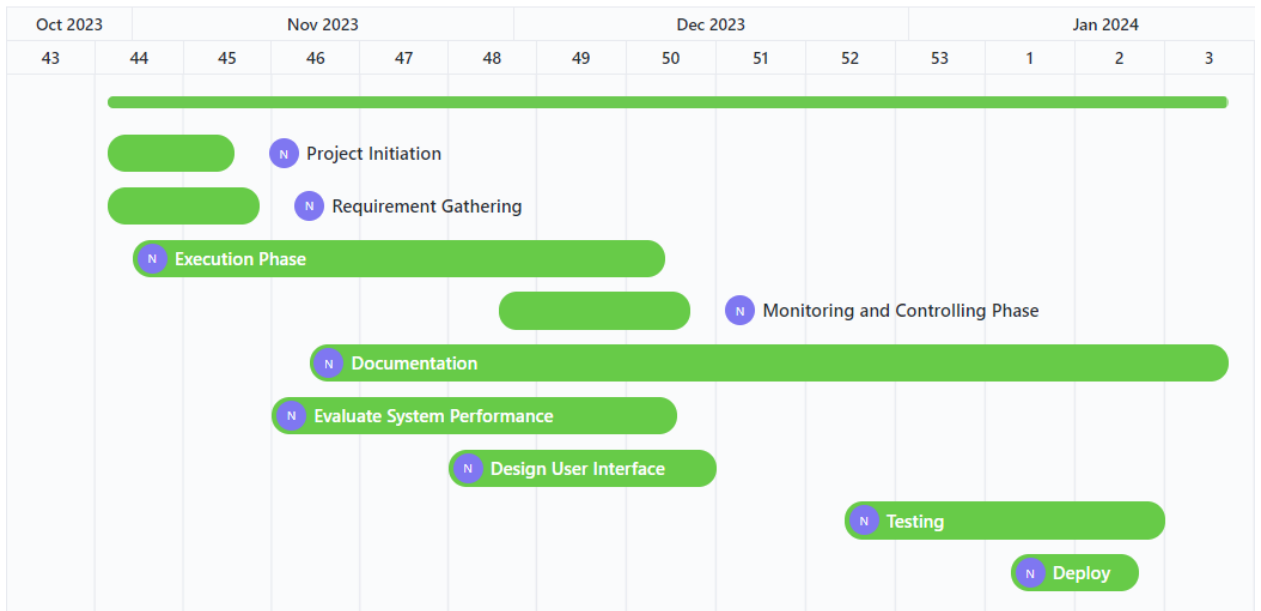 Oct 2023 Nov 2023 Dec 2023 Jan 2024
43 44 45 46 47 48 49 50 51 52 53 1 2 3
N Project Initiation
N Requirement Gathering
N Execution Phase
N Monitoring and Controlling Phase
N Documentation
N Evaluate System Performance
N Design User Interface
N Testing
N Deploy